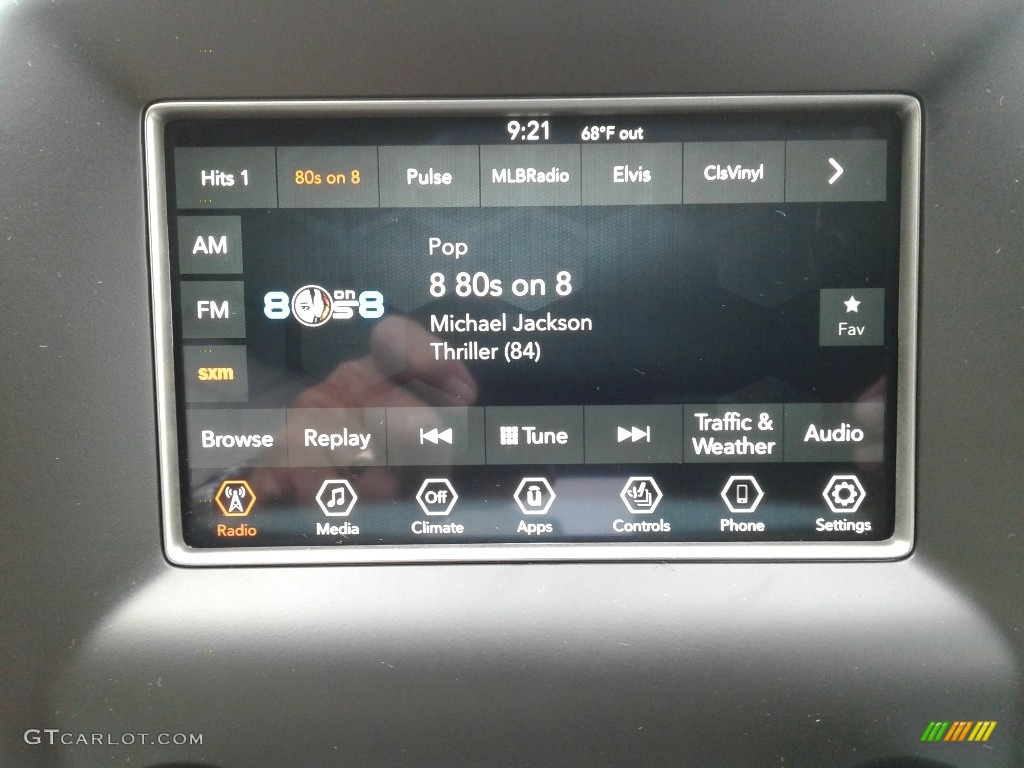 9:21 68°F out
Hits 1 80s on 8 Pulse MLBRadio Elvis ClsVinyl
AM
Pop
8 80s on 8
FM
80s on 8
Michael Jackson
Fav
Thriller (84)
sxm
Browse Replay Tune Traffic & Weather Audio
Off ū
Radio Media Climate Apps Controls Phone Settings
GTCARLOT.COM